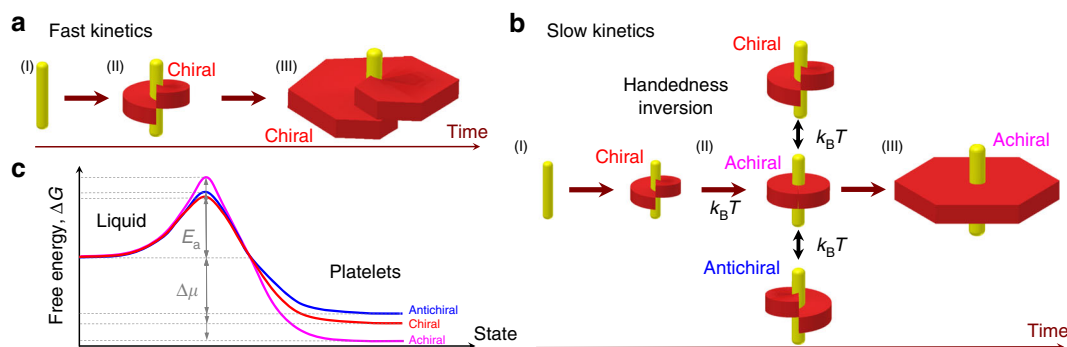 a
Fast kinetics
(I)
(II)
(III)
Chiral
Chiral
Time
b
Slow kinetics
Chiral
Handedness
inversion
k_BT
(I)
Chiral
(II)
Achiral
(III)
Achiral
k_BT
k_BT
Antichiral
Time
c
Free energy, ΔG
Liquid
E_a
Δμ
Platelets
Antichiral
Chiral
Achiral
State